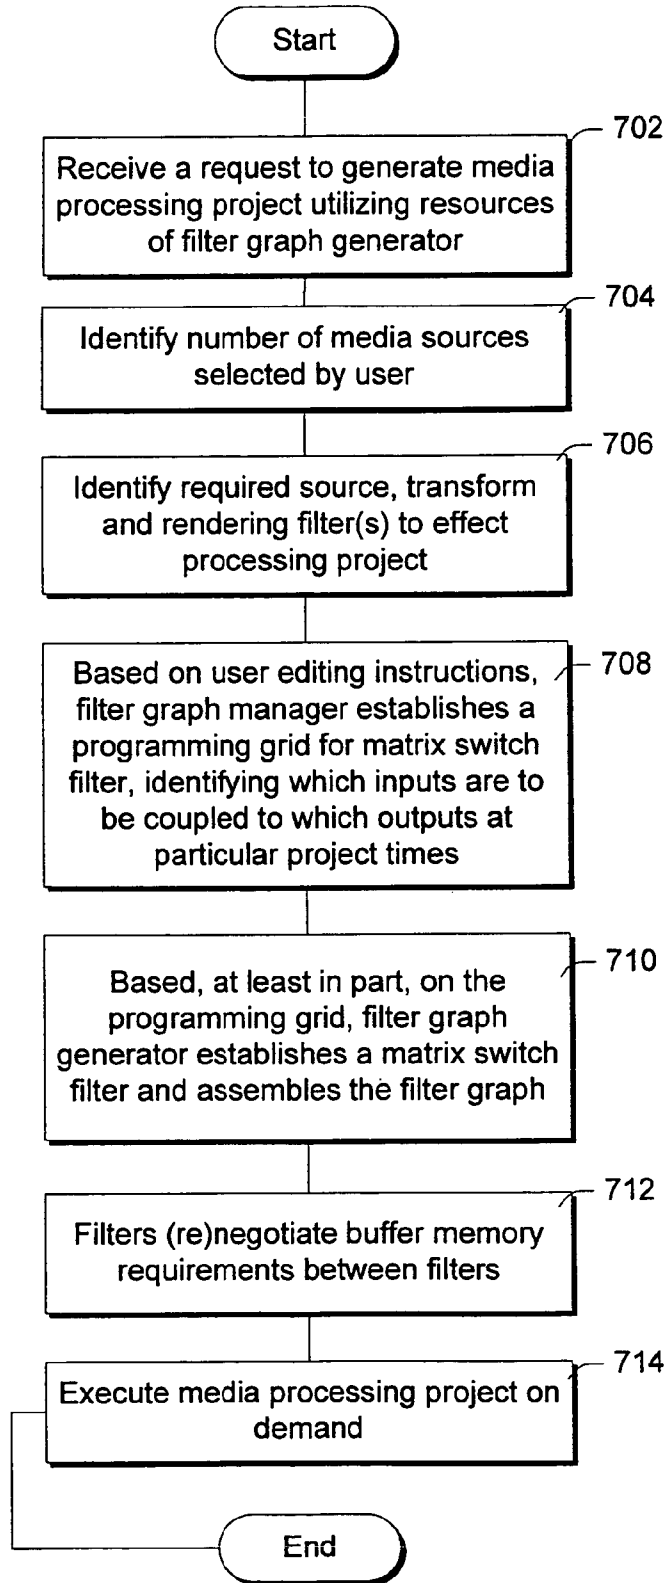 Start
702
Receive a request to generate media
processing project utilizing resources
of filter graph generator
704
Identify number of media sources
selected by user
706
Identify required source, transform
and rendering filter(s) to effect
processing project
708
Based on user editing instructions,
filter graph manager establishes a
programming grid for matrix switch
filter, identifying which inputs are to
be coupled to which outputs at
particular project times
710
Based, at least in part, on the
programming grid, filter graph
generator establishes a matrix switch
filter and assembles the filter graph
712
Filters (re)negotiate buffer memory
requirements between filters
714
Execute media processing project on
demand
End